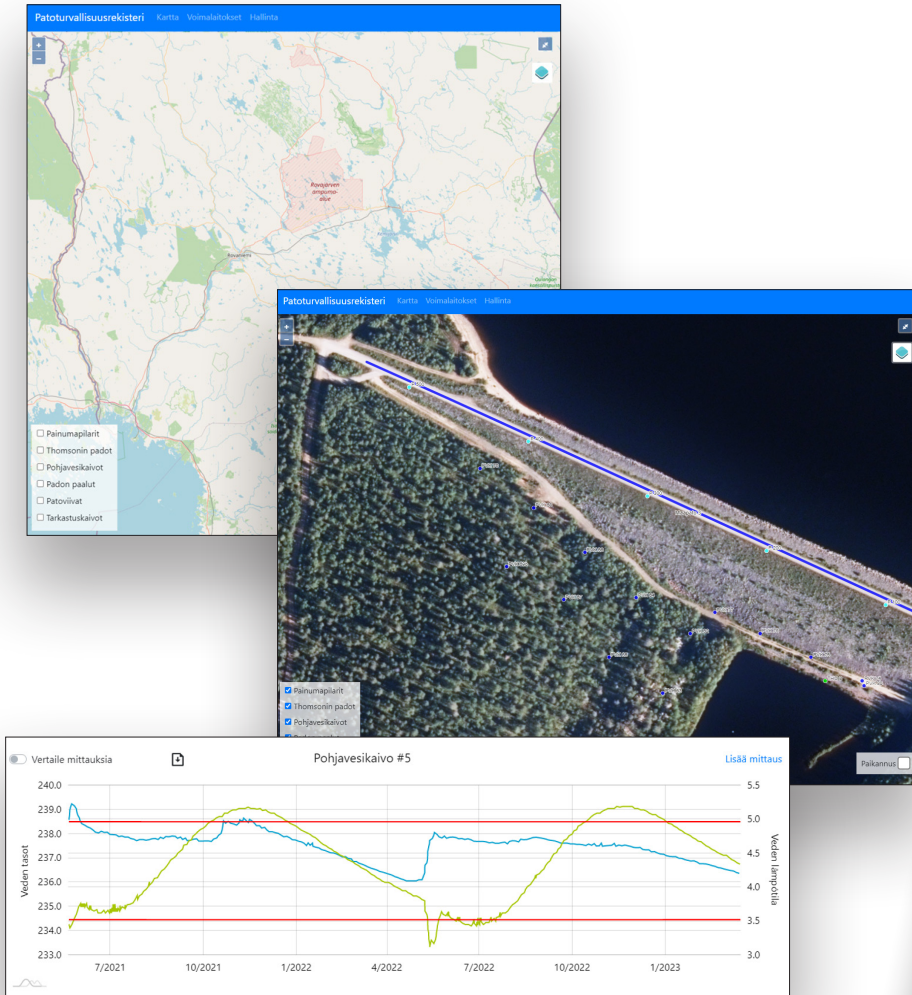 Patoturvallisuusrekisteri Kartta Voimalaitokset Hallinta
+
−
Rovajärven
ampuma-
alue
Rovaniemi
Painumapilarit
Thomsonin padot
Pohjavesikaivot
Padon paalut
Patoviivat
Tarkastuskaivot
Patoturvallisuusrekisteri Kartta Voimalaitokset Hallinta
+
−
Painumapilarit
Thomsonin padot
Pohjavesikaivot
Paikannus
Vertaile mittauksia
Pohjavesikaivo #5
Lisää mittaus
Veden tasot
240.0
239.0
238.0
237.0
236.0
235.0
234.0
233.0
5.5
5.0
4.5
4.0
3.5
3.0
Veden lämpötila
7/2021 10/2021 1/2022 4/2022 7/2022 10/2022 1/2023